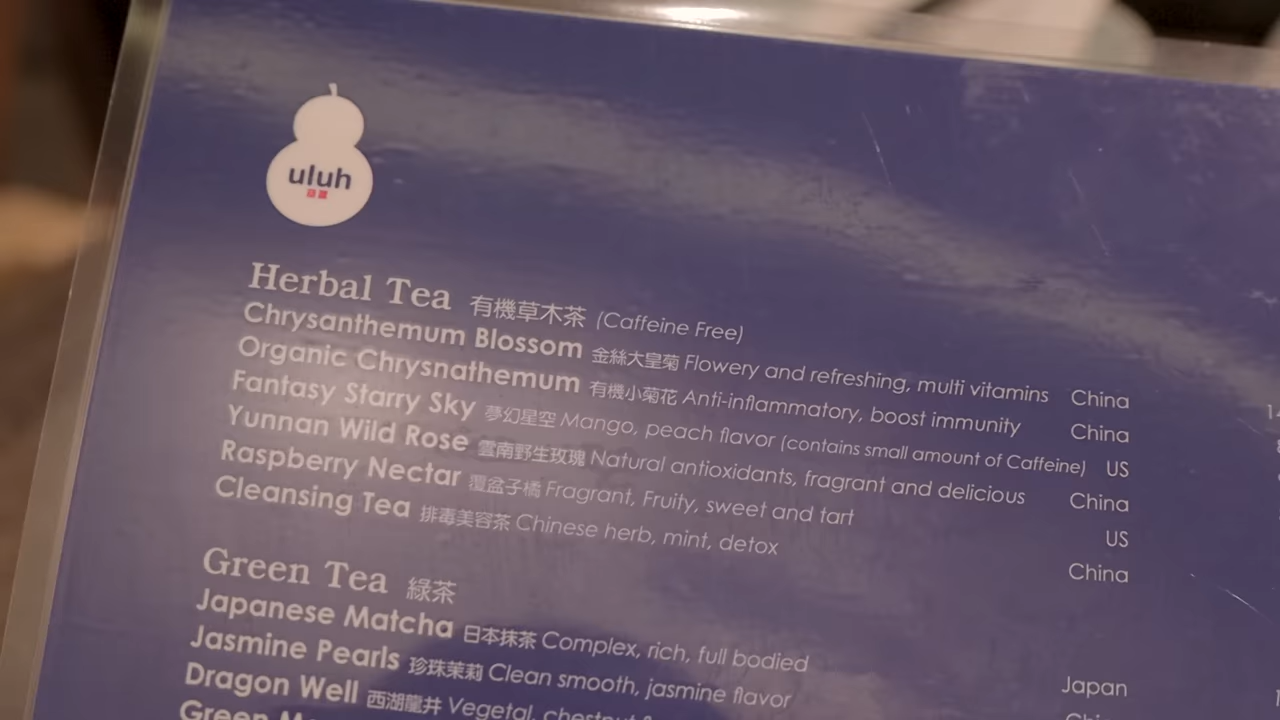 uluh
Herbal Tea 有機草木茶 (Caffeine Free)
Chrysanthemum Blossom 金絲大皇菊 Flowery and refreshing, multi vitamins China
Organic Chrysnathemum 有機小菊花 Anti-inflammatory, boost immunity China
Fantasy Starry Sky 夢幻星空 Mango, peach flavor (contains small amount of Caffeine) US
Yunnan Wild Rose 雲南野生玫瑰 Natural antioxidants, fragrant and delicious China
Raspberry Nectar 覆盆子橘 Fragrant, Fruity, sweet and tart US
Cleansing Tea 排毒美容茶 Chinese herb, mint, detox China
Green Tea 綠茶
Japanese Matcha 日本抹茶 Complex, rich, full bodied Japan
Jasmine Pearls 珍珠茉莉 Clean smooth, jasmine flavor
Dragon Well 西湖龍井 Vegetal, chestnut
Green